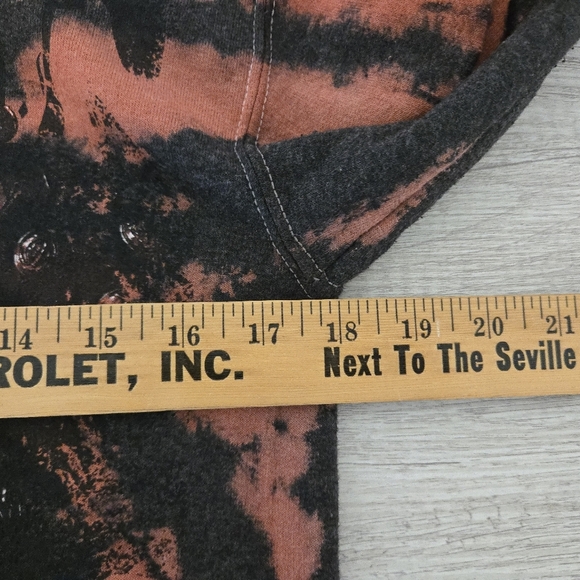 14 15 16 17 18 19 20 21
ROLET, INC. Next To The Seville